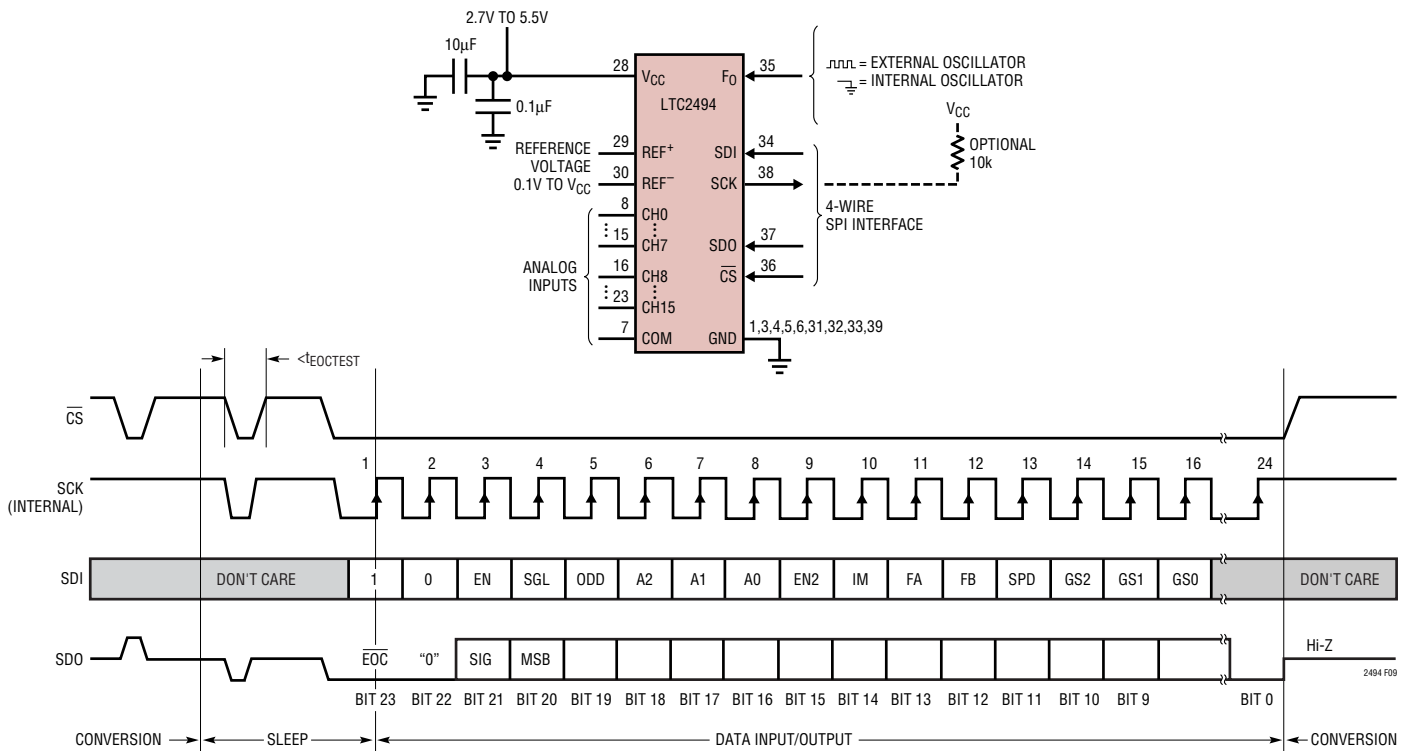 2.7V TO 5.5V
10µF
0.1µF
28 VCC
FO 35
= EXTERNAL OSCILLATOR
= INTERNAL OSCILLATOR
LTC2494
VCC
OPTIONAL
10k
REFERENCE
VOLTAGE
0.1V TO VCC
29 REF+
30 REF–
SDI 34
SCK 38
8 CH0
15 CH7
16 CH8
23 CH15
7 COM
ANALOG
INPUTS
SDO 37
CS 36
4-WIRE
SPI INTERFACE
GND 1,3,4,5,6,31,32,33,39
<tEOCTEST
CS
SCK
(INTERNAL)
1 2 3 4 5 6 7 8 9 10 11 12 13 14 15 16 24
SDI DON'T CARE 1 0 EN SGL ODD A2 A1 A0 EN2 IM FA FB SPD GS2 GS1 GS0 DON'T CARE
SDO EOC “0” SIG MSB Hi-Z
2494 F09
BIT 23 BIT 22 BIT 21 BIT 20 BIT 19 BIT 18 BIT 17 BIT 16 BIT 15 BIT 14 BIT 13 BIT 12 BIT 11 BIT 10 BIT 9 BIT 0
CONVERSION SLEEP DATA INPUT/OUTPUT CONVERSION